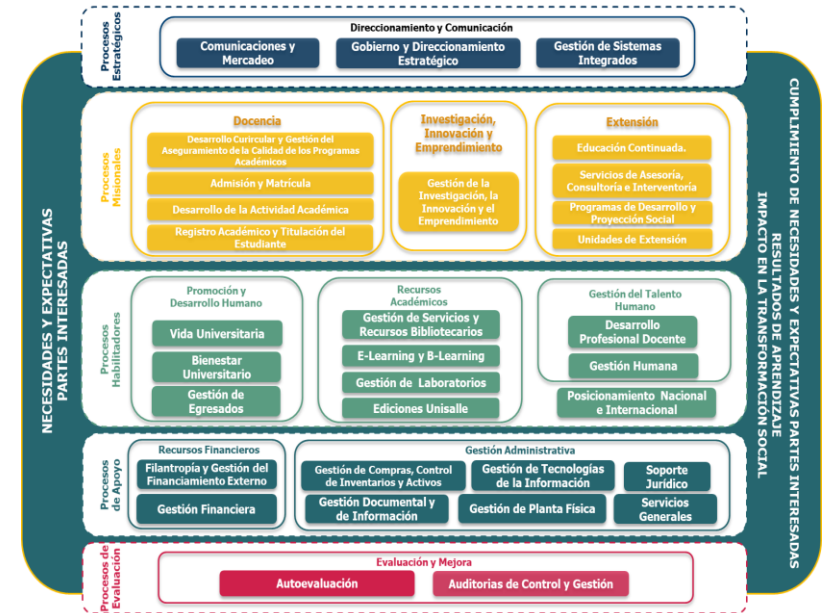 NECESIDADES Y EXPECTATIVAS
PARTES INTERESADAS
Procesos
Estratégicos
Direccionamiento y Comunicación
Comunicaciones y
Mercadeo
Gobierno y Direccionamiento
Estratégico
Gestión de Sistemas
Integrados
Procesos
Misionales
Docencia
Desarrollo Curircular y Gestión del
Aseguramiento de la Calidad de los Programas
Académicos
Admisión y Matrícula
Desarrollo de la Actividad Académica
Registro Académico y Titulación del
Estudiante
Investigación,
Innovación y
Emprendimiento
Gestión de la
Investigación, la
Innovación y el
Emprendimiento
Extensión
Educación Continuada.
Servicios de Asesoría,
Consultoría e Interventoría
Programas de Desarrollo y
Proyección Social
Unidades de Extensión
Procesos
Habilitadores
Promoción y
Desarrollo Humano
Vida Universitaria
Bienestar
Universitario
Gestión de
Egresados
Recursos
Académicos
Gestión de Servicios y
Recursos Bibliotecarios
E-Learning y B-Learning
Gestión de Laboratorios
Ediciones Unisalle
Gestión del Talento
Humano
Desarrollo
Profesional Docente
Gestión Humana
Posicionamiento Nacional
e Internacional
Procesos
de Apoyo
Recursos Financieros
Filantropía y Gestión del
Financiamiento Externo
Gestión Financiera
Gestión Administrativa
Gestión de Compras, Control
de Inventarios y Activos
Gestión de Tecnologías
de la Información
Soporte
Jurídico
Gestión Documental y
de Información
Gestión de Planta Física
Servicios
Generales
Procesos de
Evaluación
Evaluación y Mejora
Autoevaluación
Auditorias de Control y Gestión
CUMPLIMIENTO DE NECESIDADES Y EXPECTATIVAS PARTES INTERESADAS
RESULTADOS DE APRENDIZAJE
IMPACTO EN LA TRANSFORMACIÓN SOCIAL